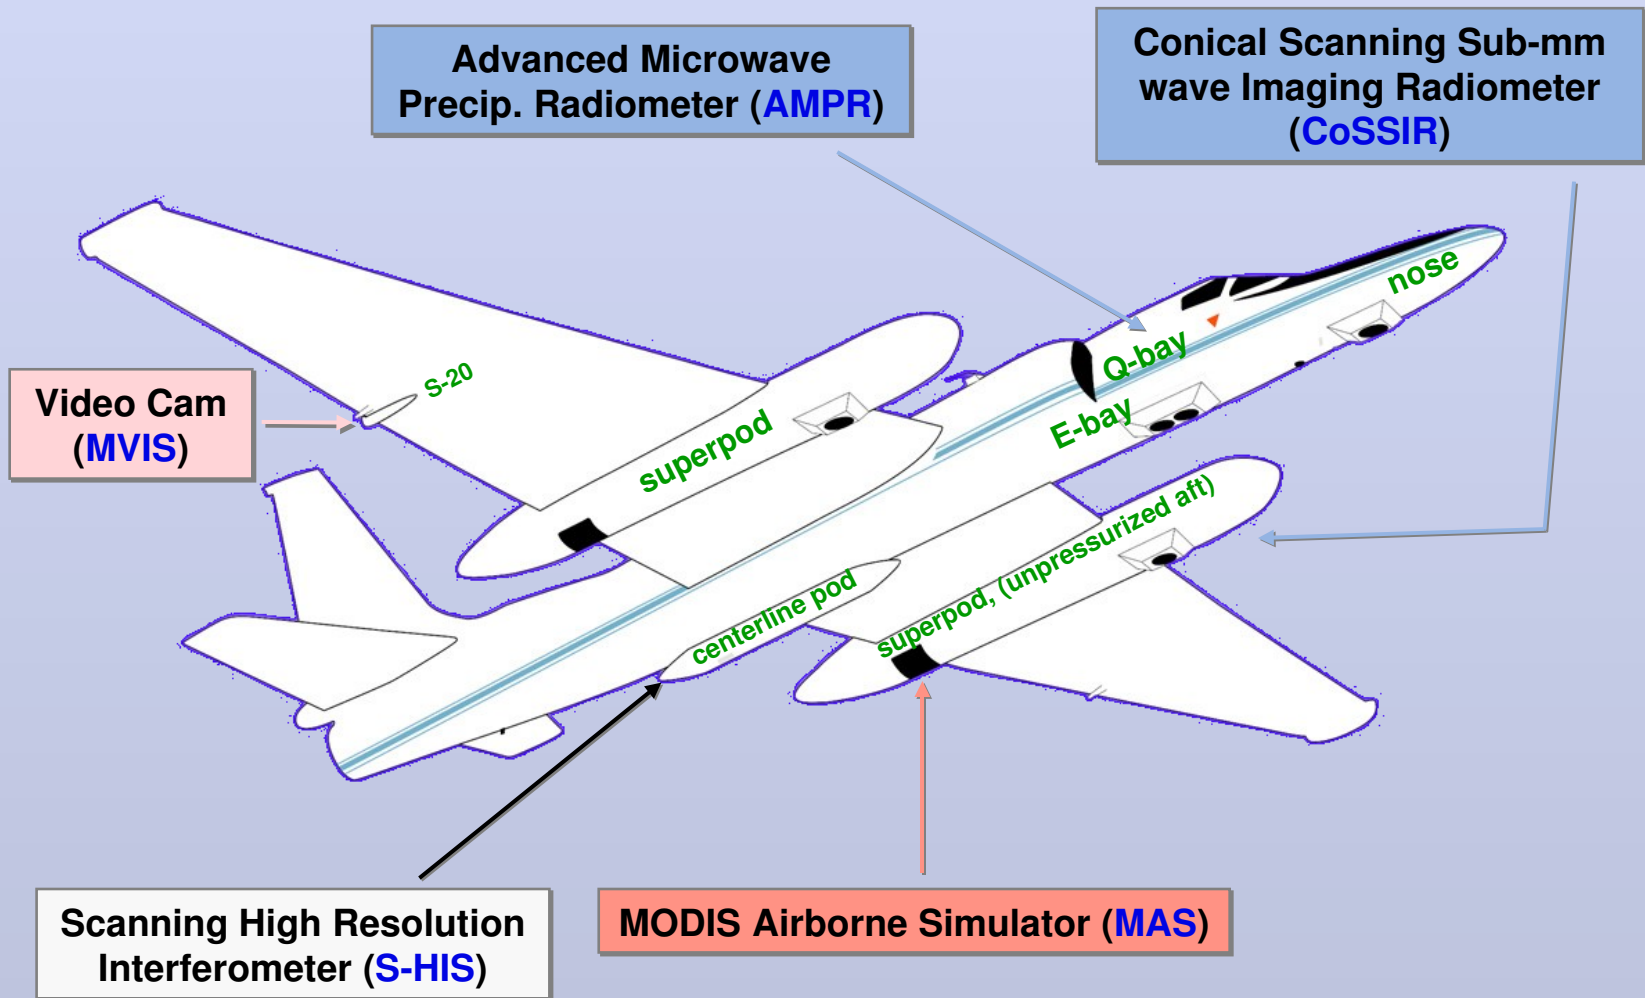 Advanced Microwave
Precip. Radiometer (AMPR)
Conical Scanning Sub-mm
wave Imaging Radiometer
(CoSSIR)
nose
Q-bay
E-bay
S-20
superpod
Video Cam
(MVIS)
superpod, (unpressurized aft)
centerline pod
Scanning High Resolution
Interferometer (S-HIS)
MODIS Airborne Simulator (MAS)